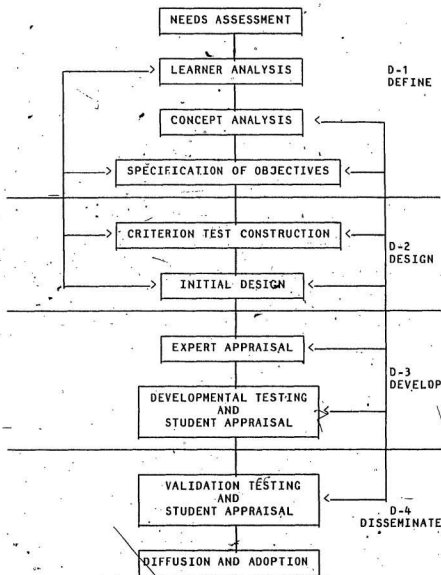 NEEDS ASSESSMENT
LEARNER ANALYSIS
D-1
DEFINE
CONCEPT ANALYSIS
SPECIFICATION OF OBJECTIVES
CRITERION TEST CONSTRUCTION
D-2
DESIGN
INITIAL DESIGN
EXPERT APPRAISAL
D-3
DEVELOP
DEVELOPMENTAL TESTING
AND
STUDENT APPRAISAL
VALIDATION TESTING
AND
STUDENT APPRAISAL
D-4
DISSEMINATE
DIFFUSION AND ADOPTION